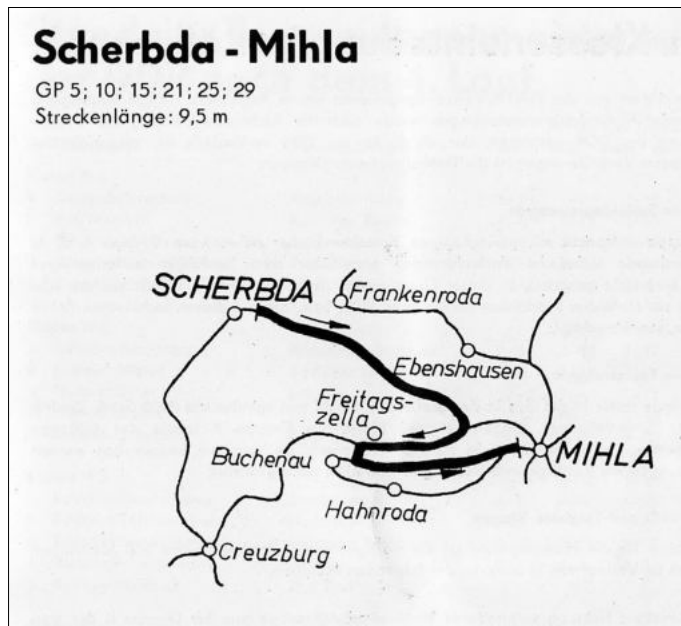 Scherbda - Mihla
GP 5; 10; 15; 21; 25; 29
Streckenlänge: 9,5 m
SCHERBDA
Frankenroda
Ebenshausen
Freitags-
zella
Buchenau
MIHLA
Hahnroda
Creuzburg